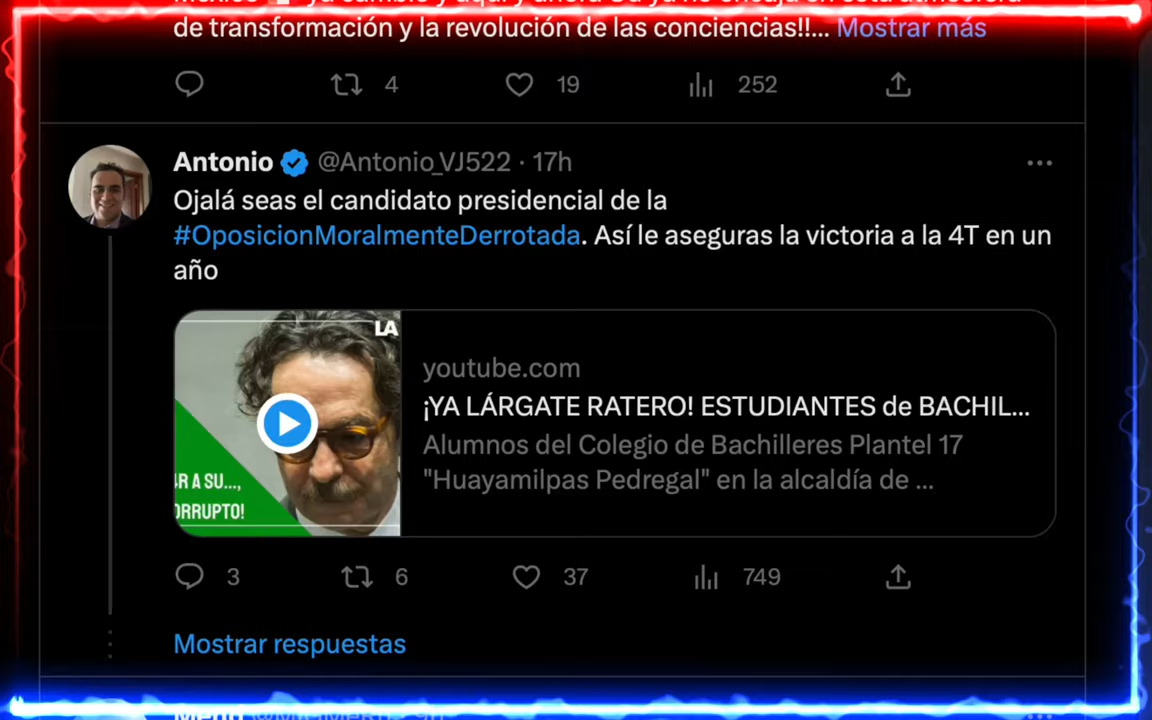 de transformación y la revolución de las conciencias!!... Mostrar más
4 19 252
Antonio @Antonio_VJ522 · 17h
Ojalá seas el candidato presidencial de la
#OposicionMoralmenteDerrotada. Así le aseguras la victoria a la 4T en un
año
LA
R A SU...,
ORRUPTO!
youtube.com
¡YA LÁRGATE RATERO! ESTUDIANTES de BACHIL...
Alumnos del Colegio de Bachilleres Plantel 17
"Huayamilpas Pedregal" en la alcaldía de ...
3 6 37 749
Mostrar respuestas